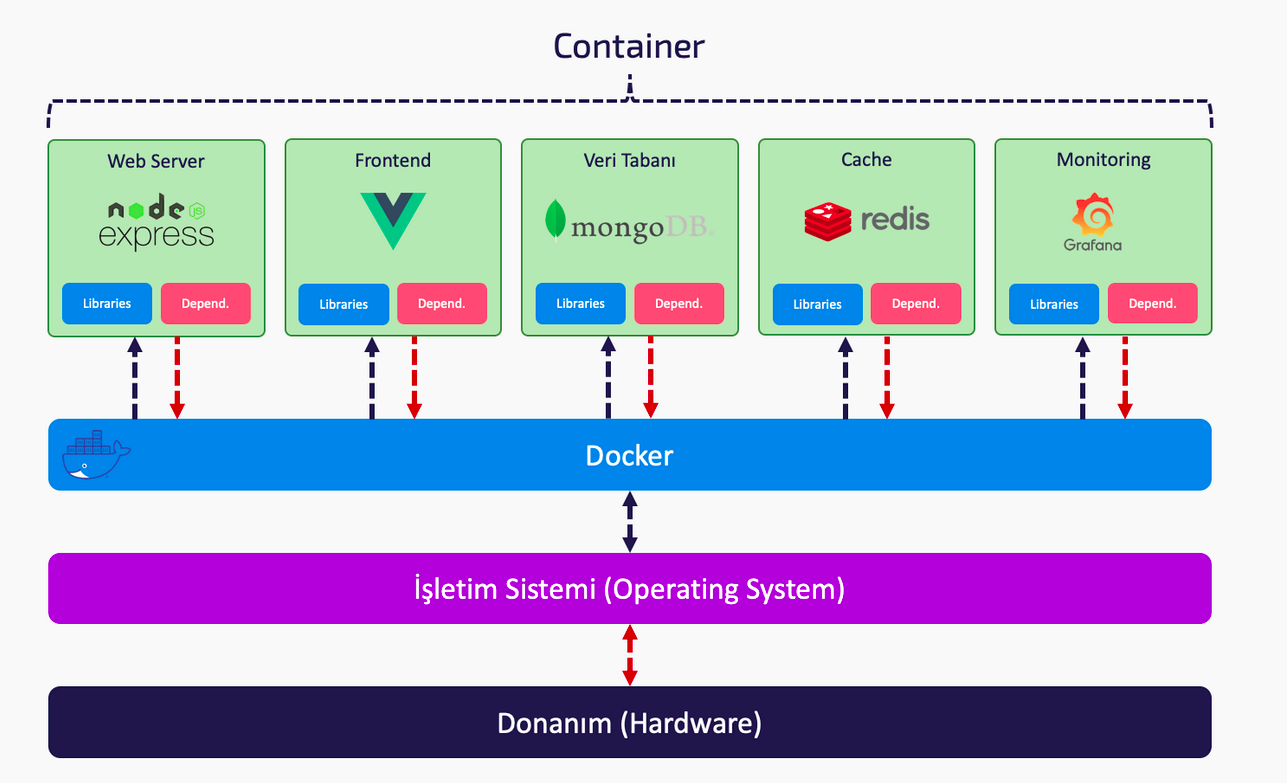 Container
Web Server
node JS
express
Libraries
Depend.
Frontend
Libraries
Depend.
Veri Tabanı
mongoDB.
Libraries
Depend.
Cache
redis
Libraries
Depend.
Monitoring
Grafana
Libraries
Depend.
Docker
İşletim Sistemi (Operating System)
Donanım (Hardware)